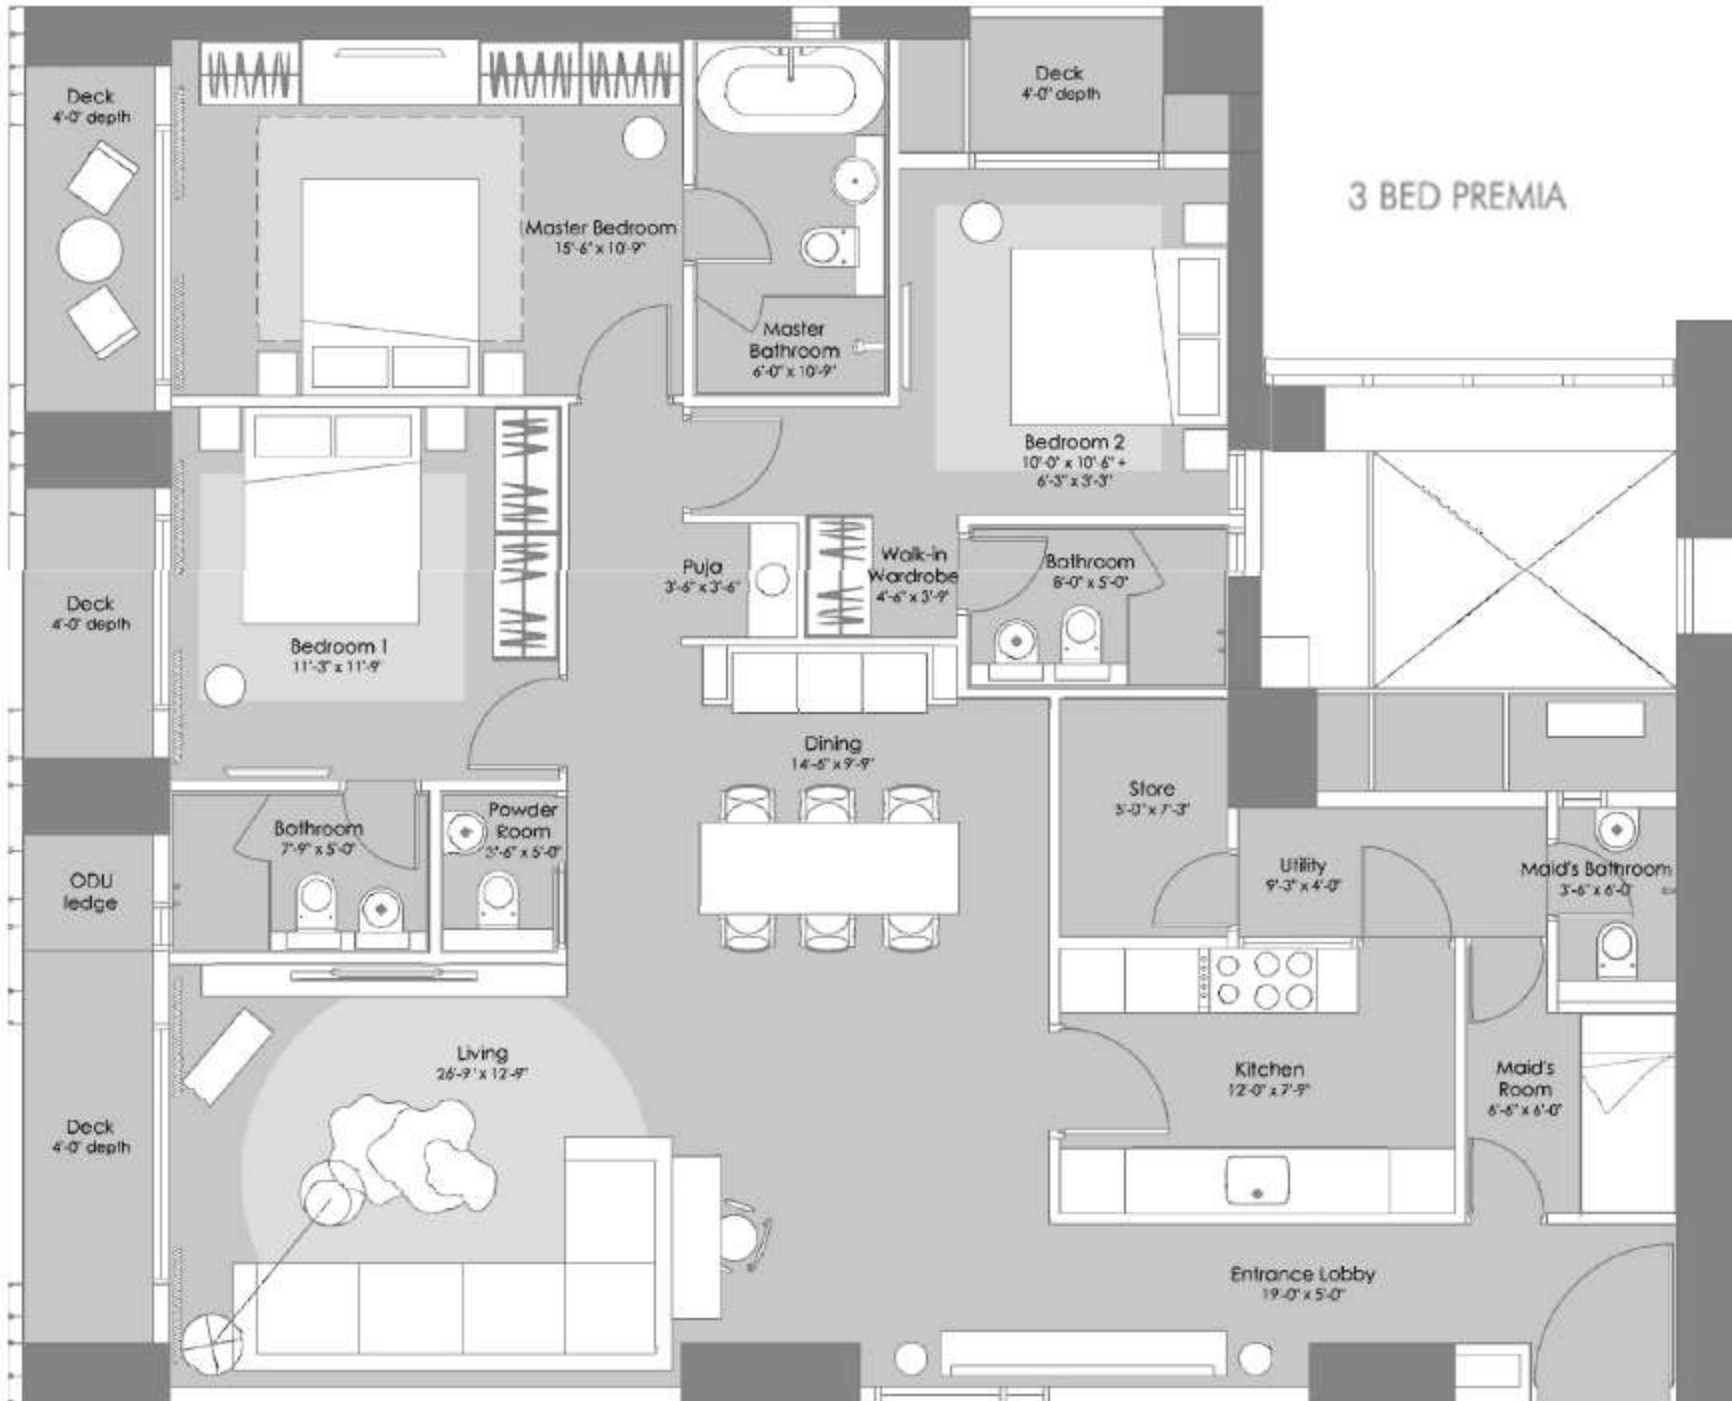 Deck
4'-0" depth
Deck
4'-0" depth
3 BED PREMIA
Master Bedroom
15'-6" x 10'-9"
Master
Bathroom
6'-0" x 10'-9"
Bedroom 2
10'-0" x 10'-6" +
6'-3" x 3'-3"
Puja
3'-6" x 3'-6"
Walk-in
Wardrobe
4'-6" x 3'-9"
Bathroom
8'-0" x 5'-0"
Deck
4'-0" depth
Bedroom 1
11'-3" x 11'-9"
Dining
14'-6" x 9'-9"
Store
5'-0" x 7'-3"
Bathroom
7'-9" x 5'-0"
Powder
Room
3'-6" x 5'-0"
ODU
ledge
Utility
9'-3" x 4'-0"
Maid's Bathroom
3'-6" x 6'-0"
Living
26'-9" x 12'-9"
Kitchen
12'-0" x 7'-9"
Maid's
Room
6'-6" x 6'-0"
Deck
4'-0" depth
Entrance Lobby
19'-0" x 5'-0"